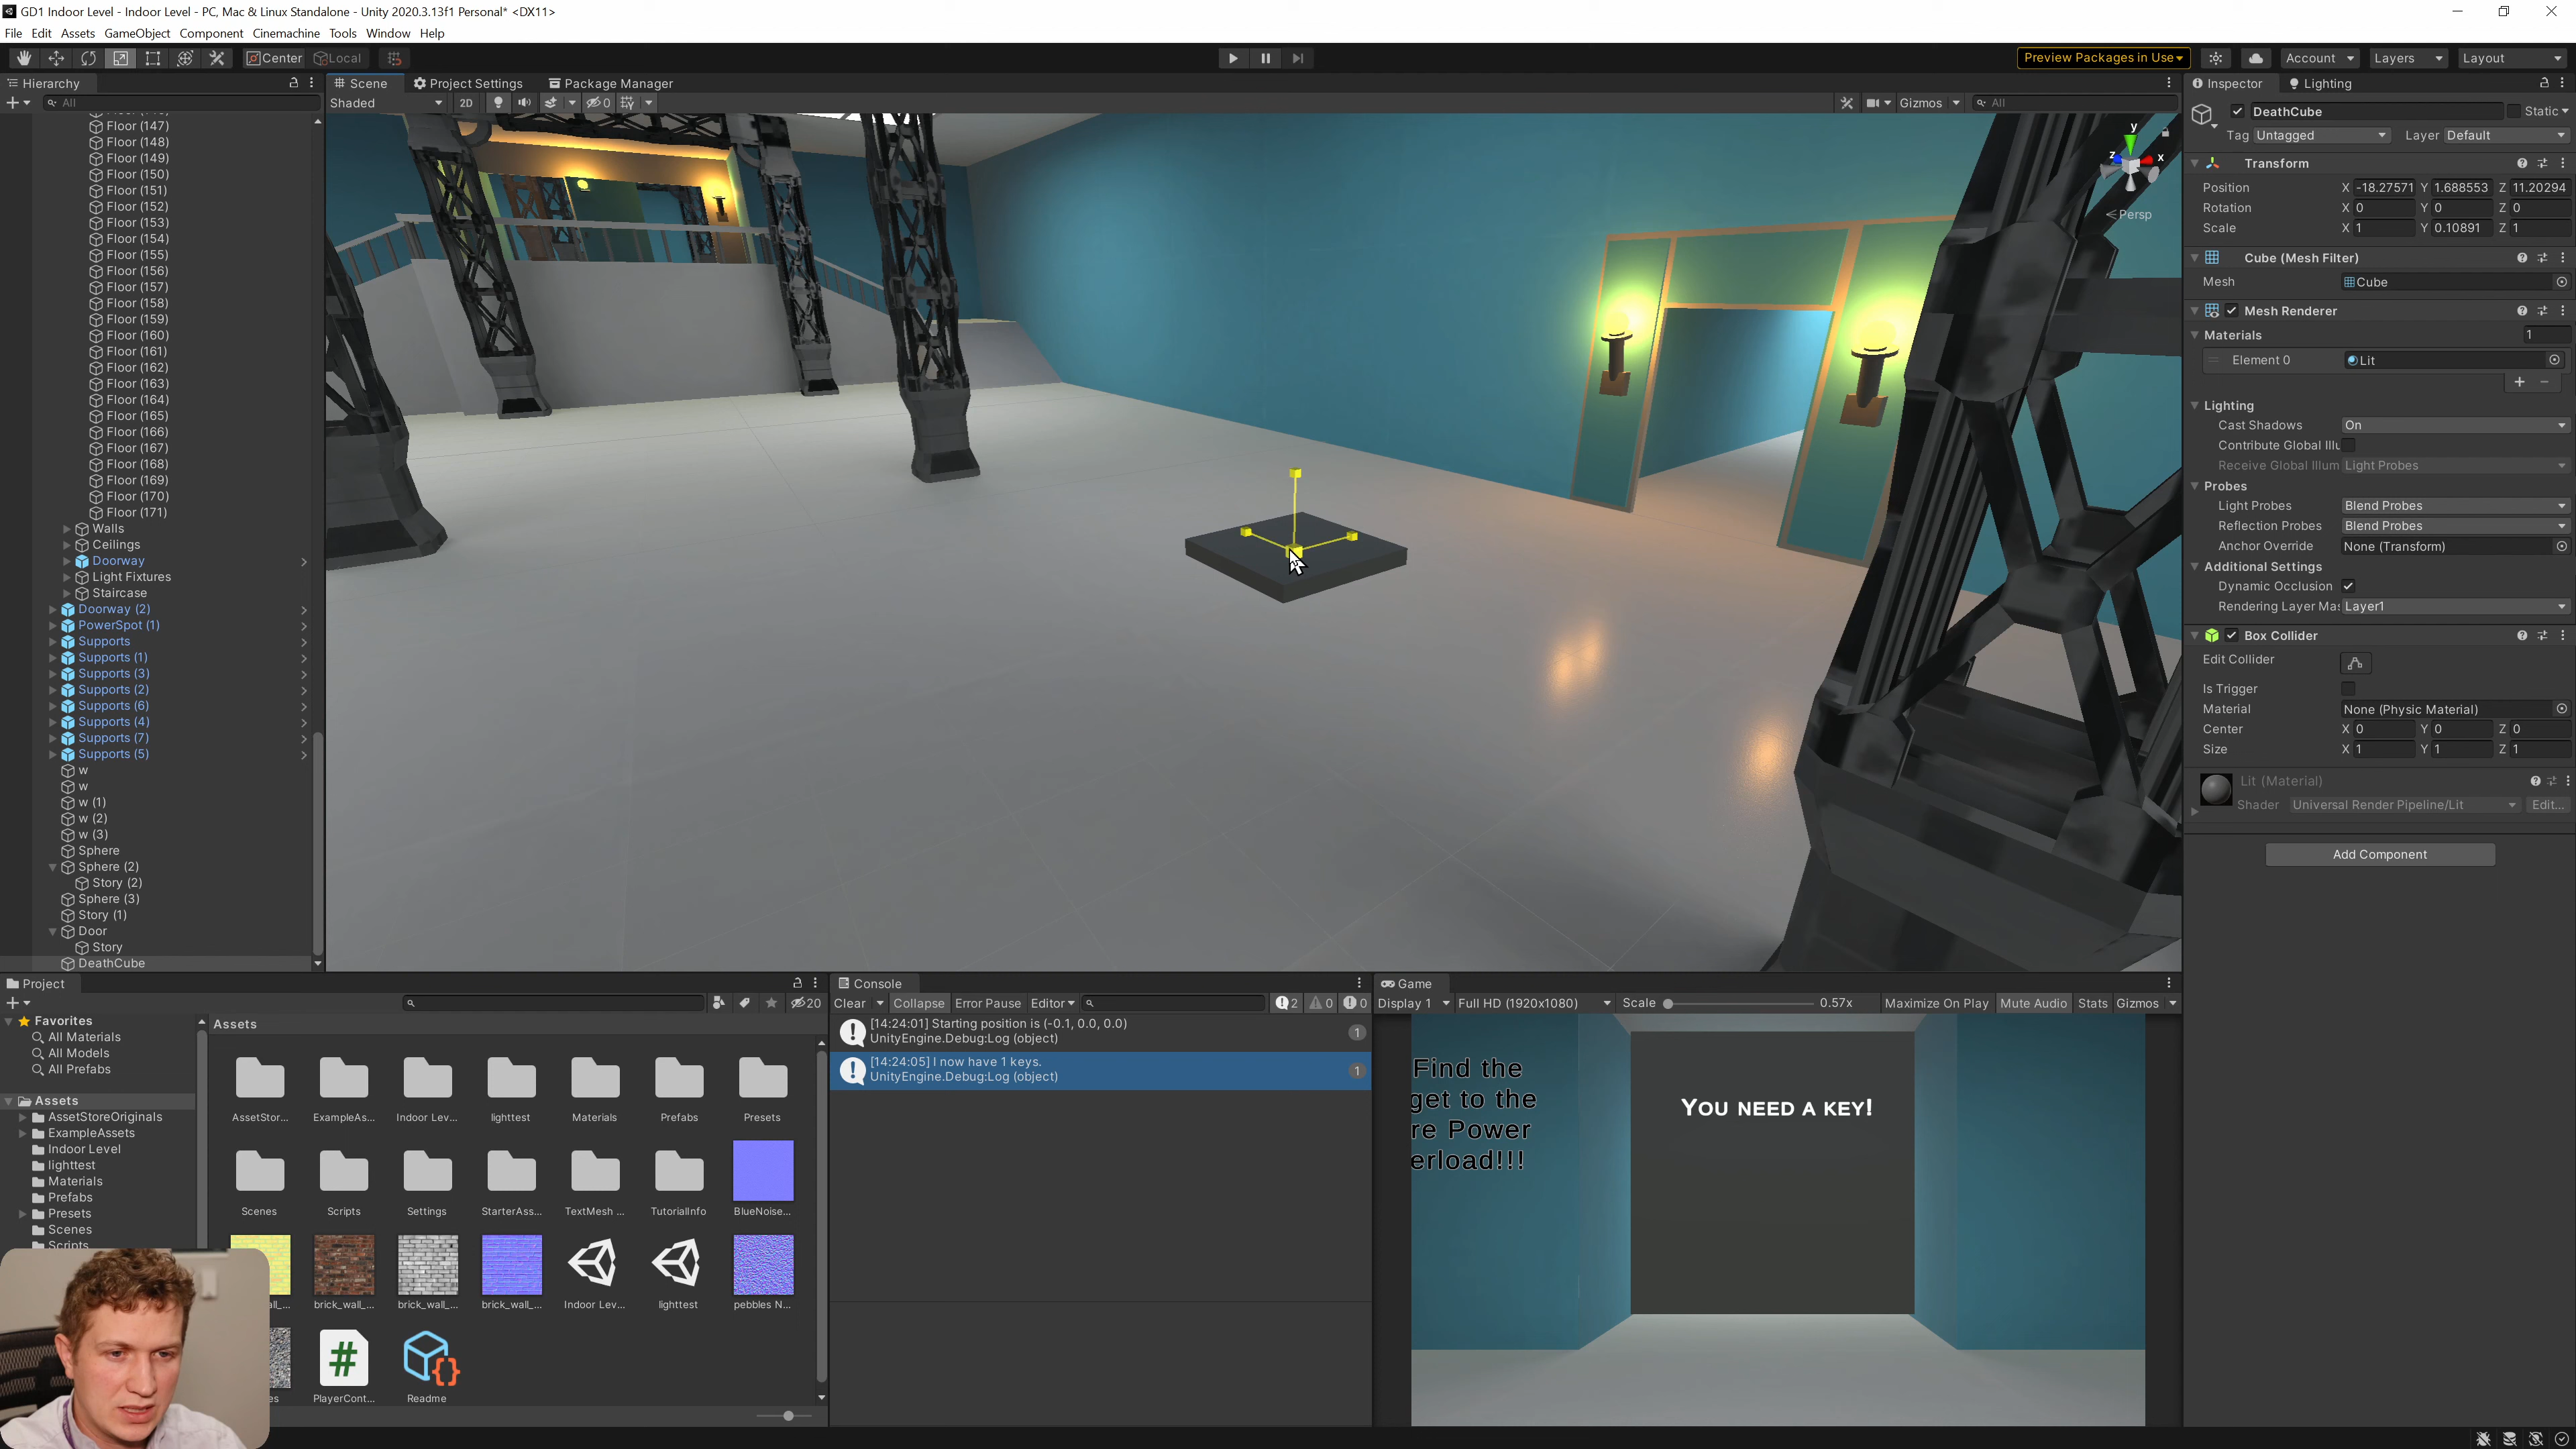 GD1 Indoor Level - Indoor Level - PC, Mac & Linux Standalone - Unity 2020.3.13f1 Personal* <DX11>
File Edit Assets GameObject Component Cinemachine Tools Window Help
Center Local
Preview Packages in Use Account Layers Layout
Hierarchy
All
Floor (147)
Floor (148)
Floor (149)
Floor (150)
Floor (151)
Floor (152)
Floor (153)
Floor (154)
Floor (155)
Floor (156)
Floor (157)
Floor (158)
Floor (159)
Floor (160)
Floor (161)
Floor (162)
Floor (163)
Floor (164)
Floor (165)
Floor (166)
Floor (167)
Floor (168)
Floor (169)
Floor (170)
Floor (171)
Walls
Ceilings
Doorway
Light Fixtures
Staircase
Doorway (2)
PowerSpot (1)
Supports
Supports (1)
Supports (3)
Supports (2)
Supports (6)
Supports (4)
Supports (7)
Supports (5)
w
w
w (1)
w (2)
w (3)
Sphere
Sphere (2)
Story (2)
Sphere (3)
Story (1)
Door
Story
DeathCube
Scene Project Settings Package Manager
Shaded 2D 0 Gizmos All
y
z x
Persp
Inspector Lighting
DeathCube Static
Tag Untagged Layer Default
Transform
Position X -18.27571 Y 1.688553 Z 11.20294
Rotation X 0 Y 0 Z 0
Scale X 1 Y 0.10891 Z 1
Cube (Mesh Filter)
Mesh Cube
Mesh Renderer
Materials 1
Element 0 Lit
Lighting
Cast Shadows On
Contribute Global Illu
Receive Global Illum Light Probes
Probes
Light Probes Blend Probes
Reflection Probes Blend Probes
Anchor Override None (Transform)
Additional Settings
Dynamic Occlusion
Rendering Layer Mas Layer1
Box Collider
Edit Collider
Is Trigger
Material None (Physic Material)
Center X 0 Y 0 Z 0
Size X 1 Y 1 Z 1
Lit (Material)
Shader Universal Render Pipeline/Lit Edit...
Add Component
Project
20
Favorites
All Materials
All Models
All Prefabs
Assets
AssetStoreOriginals
ExampleAssets
Indoor Level
lighttest
Materials
Prefabs
Presets
Scenes
Scripts
Assets
AssetStor... ExampleAs... Indoor Lev... lighttest Materials Prefabs Presets
Scenes Scripts Settings StarterAss... TextMesh ... TutorialInfo BlueNoise...
all_... brick_wall_... brick_wall_... brick_wall_... Indoor Lev... lighttest pebbles N...
es PlayerCont... Readme
Console
Clear Collapse Error Pause Editor 2 0 0
[14:24:01] Starting position is (-0.1, 0.0, 0.0)
UnityEngine.Debug:Log (object)
1
[14:24:05] I now have 1 keys.
UnityEngine.Debug:Log (object)
1
Game
Display 1 Full HD (1920x1080) Scale 0.57x Maximize On Play Mute Audio Stats Gizmos
Find the
get to the
re Power
erload!!!
YOU NEED A KEY!